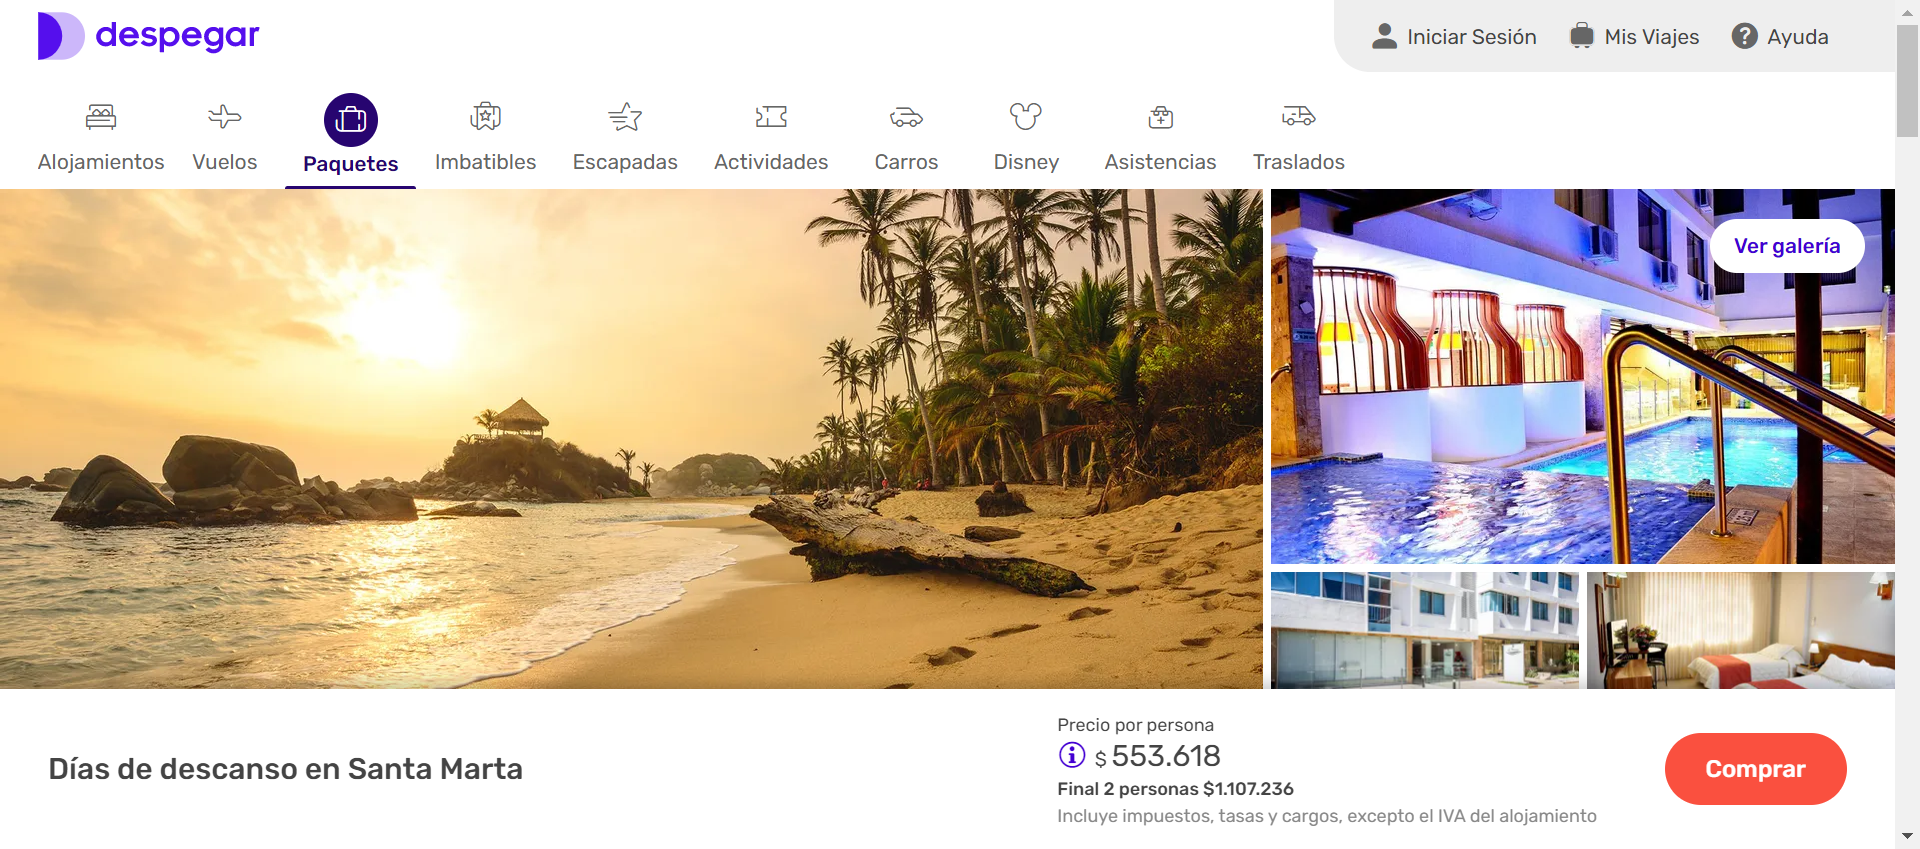 despegar
Iniciar Sesión
Mis Viajes
Ayuda
Alojamientos
Vuelos
Paquetes
Imbatibles
Escapadas
Actividades
Carros
Disney
Asistencias
Traslados
Ver galería
Días de descanso en Santa Marta
Precio por persona
$ 553.618
Final 2 personas $1.107.236
Incluye impuestos, tasas y cargos, excepto el IVA del alojamiento
Comprar